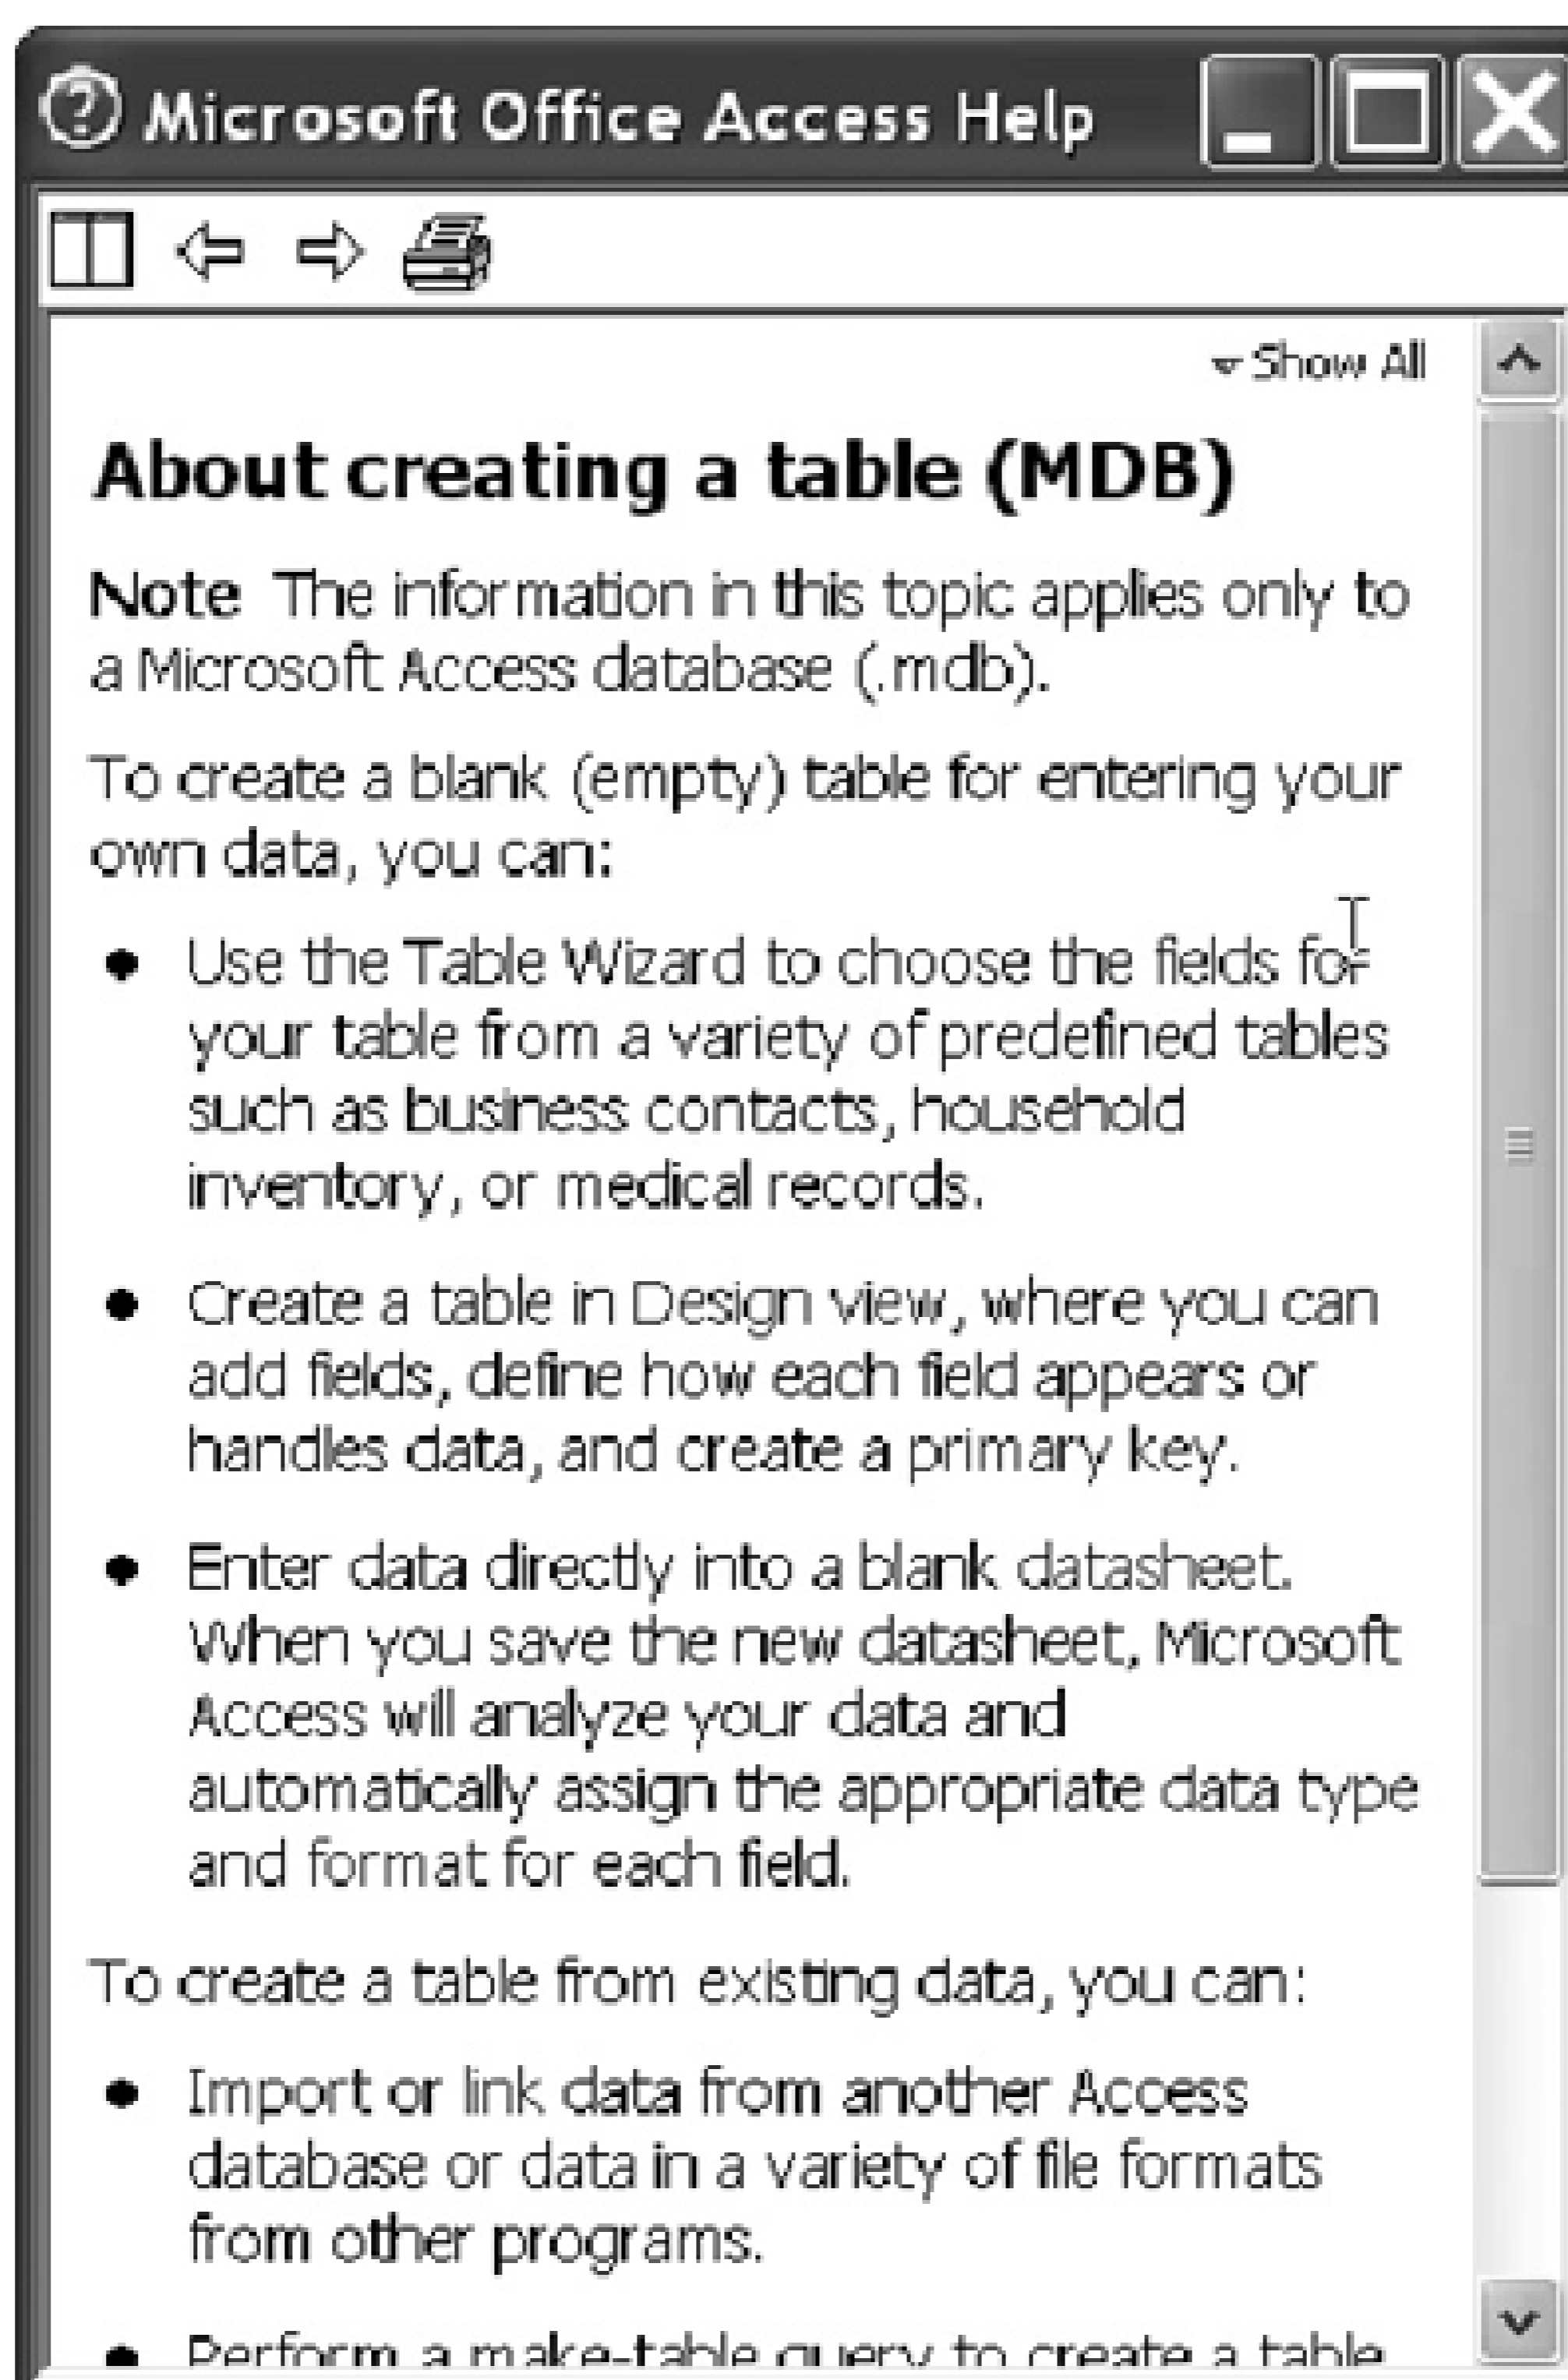 Microsoft Office Access Help
Show All
About creating a table (MDB)
Note The information in this topic applies only to
a Microsoft Access database (.mdb).
To create a blank (empty) table for entering your
own data, you can:
• Use the Table Wizard to choose the fields for
your table from a variety of predefined tables
such as business contacts, household
inventory, or medical records.
• Create a table in Design view, where you can
add fields, define how each field appears or
handles data, and create a primary key.
• Enter data directly into a blank datasheet.
When you save the new datasheet, Microsoft
Access will analyze your data and
automatically assign the appropriate data type
and format for each field.
To create a table from existing data, you can:
• Import or link data from another Access
database or data in a variety of file formats
from other programs.
• Perform a make-table query to create a table